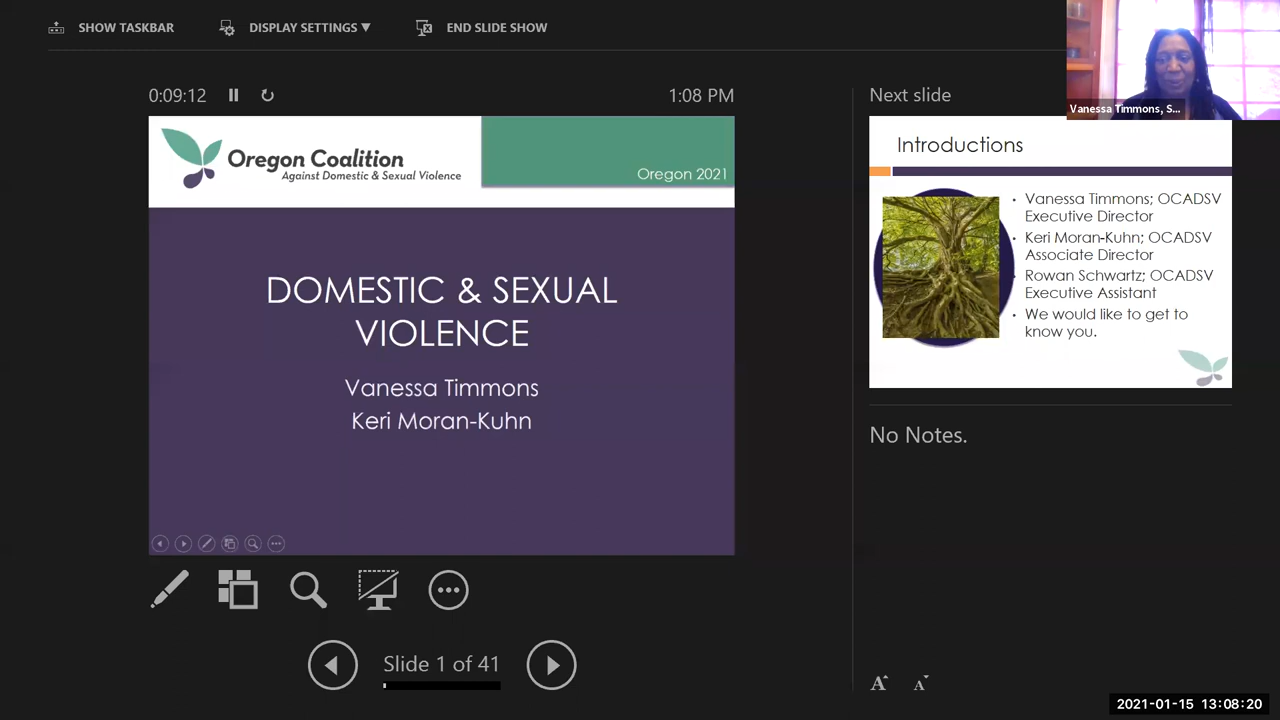 SHOW TASKBAR
DISPLAY SETTINGS ▼
END SLIDE SHOW
Vanessa Timmons, S...
0:09:12
1:08 PM
Next slide
Oregon Coalition
Against Domestic & Sexual Violence
Oregon 2021
DOMESTIC & SEXUAL
VIOLENCE
Vanessa Timmons
Keri Moran-Kuhn
Introductions
• Vanessa Timmons; OCADSV
Executive Director
• Keri Moran-Kuhn; OCADSV
Associate Director
• Rowan Schwartz; OCADSV
Executive Assistant
• We would like to get to
know you.
No Notes.
Slide 1 of 41
A A
2021-01-15 13:08:20